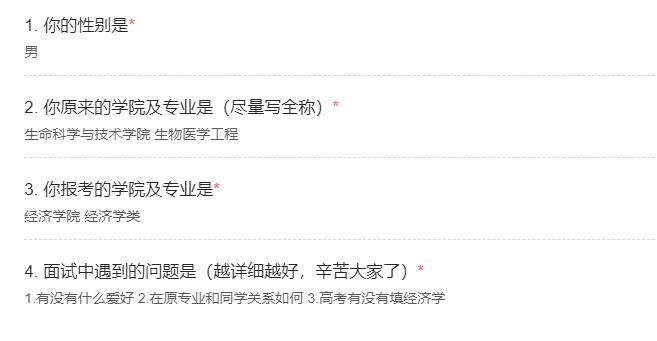 1. 你的性别是*
男
2. 你原来的学院及专业是（尽量写全称）*
生命科学与技术学院 生物医学工程
3. 你报考的学院及专业是*
经济学院 经济学类
4. 面试中遇到的问题是（越详细越好，辛苦大家了）*
1.有没有什么爱好 2.在原专业和同学关系如何 3.高考有没有填经济学